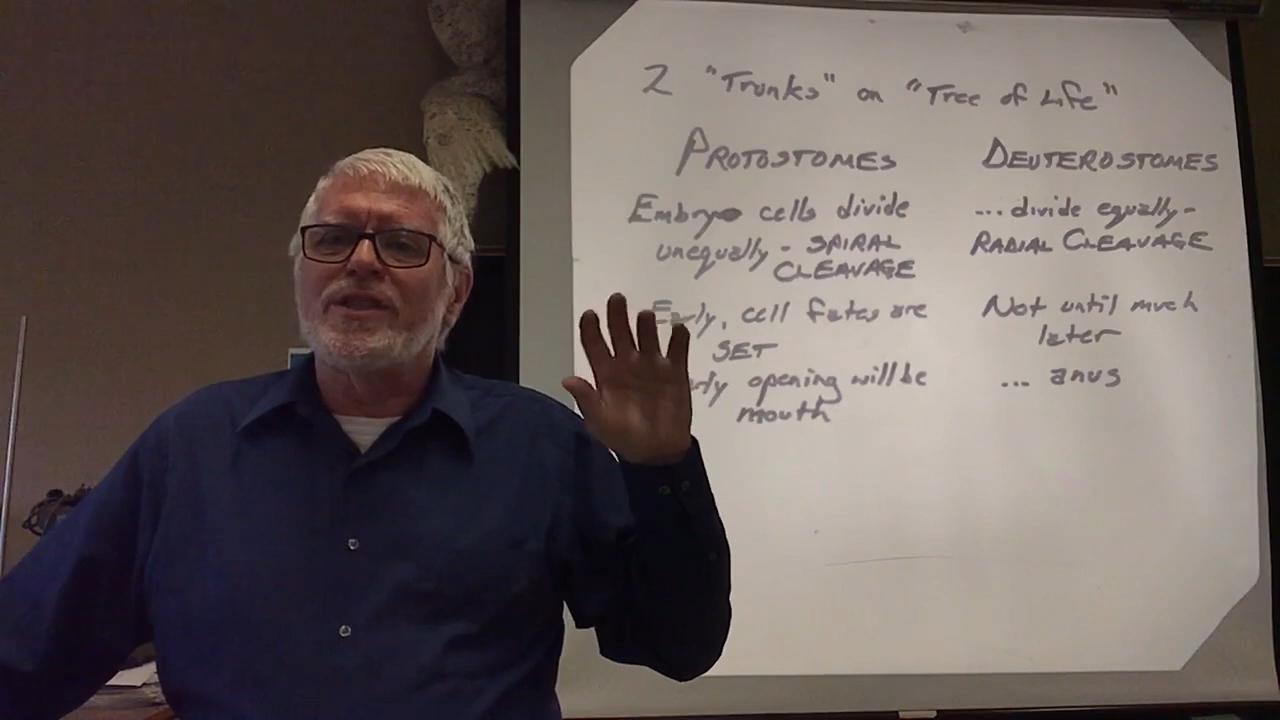 2 "Trunks" on "Tree of Life"
PROTOSTOMES
Embryo cells divide
unequally - SPIRAL
CLEAVAGE
Early, cell fates are
SET
opening will be
mouth
DEUTEROSTOMES
... divide equally -
RADIAL CLEAVAGE
Not until much
later
... anus